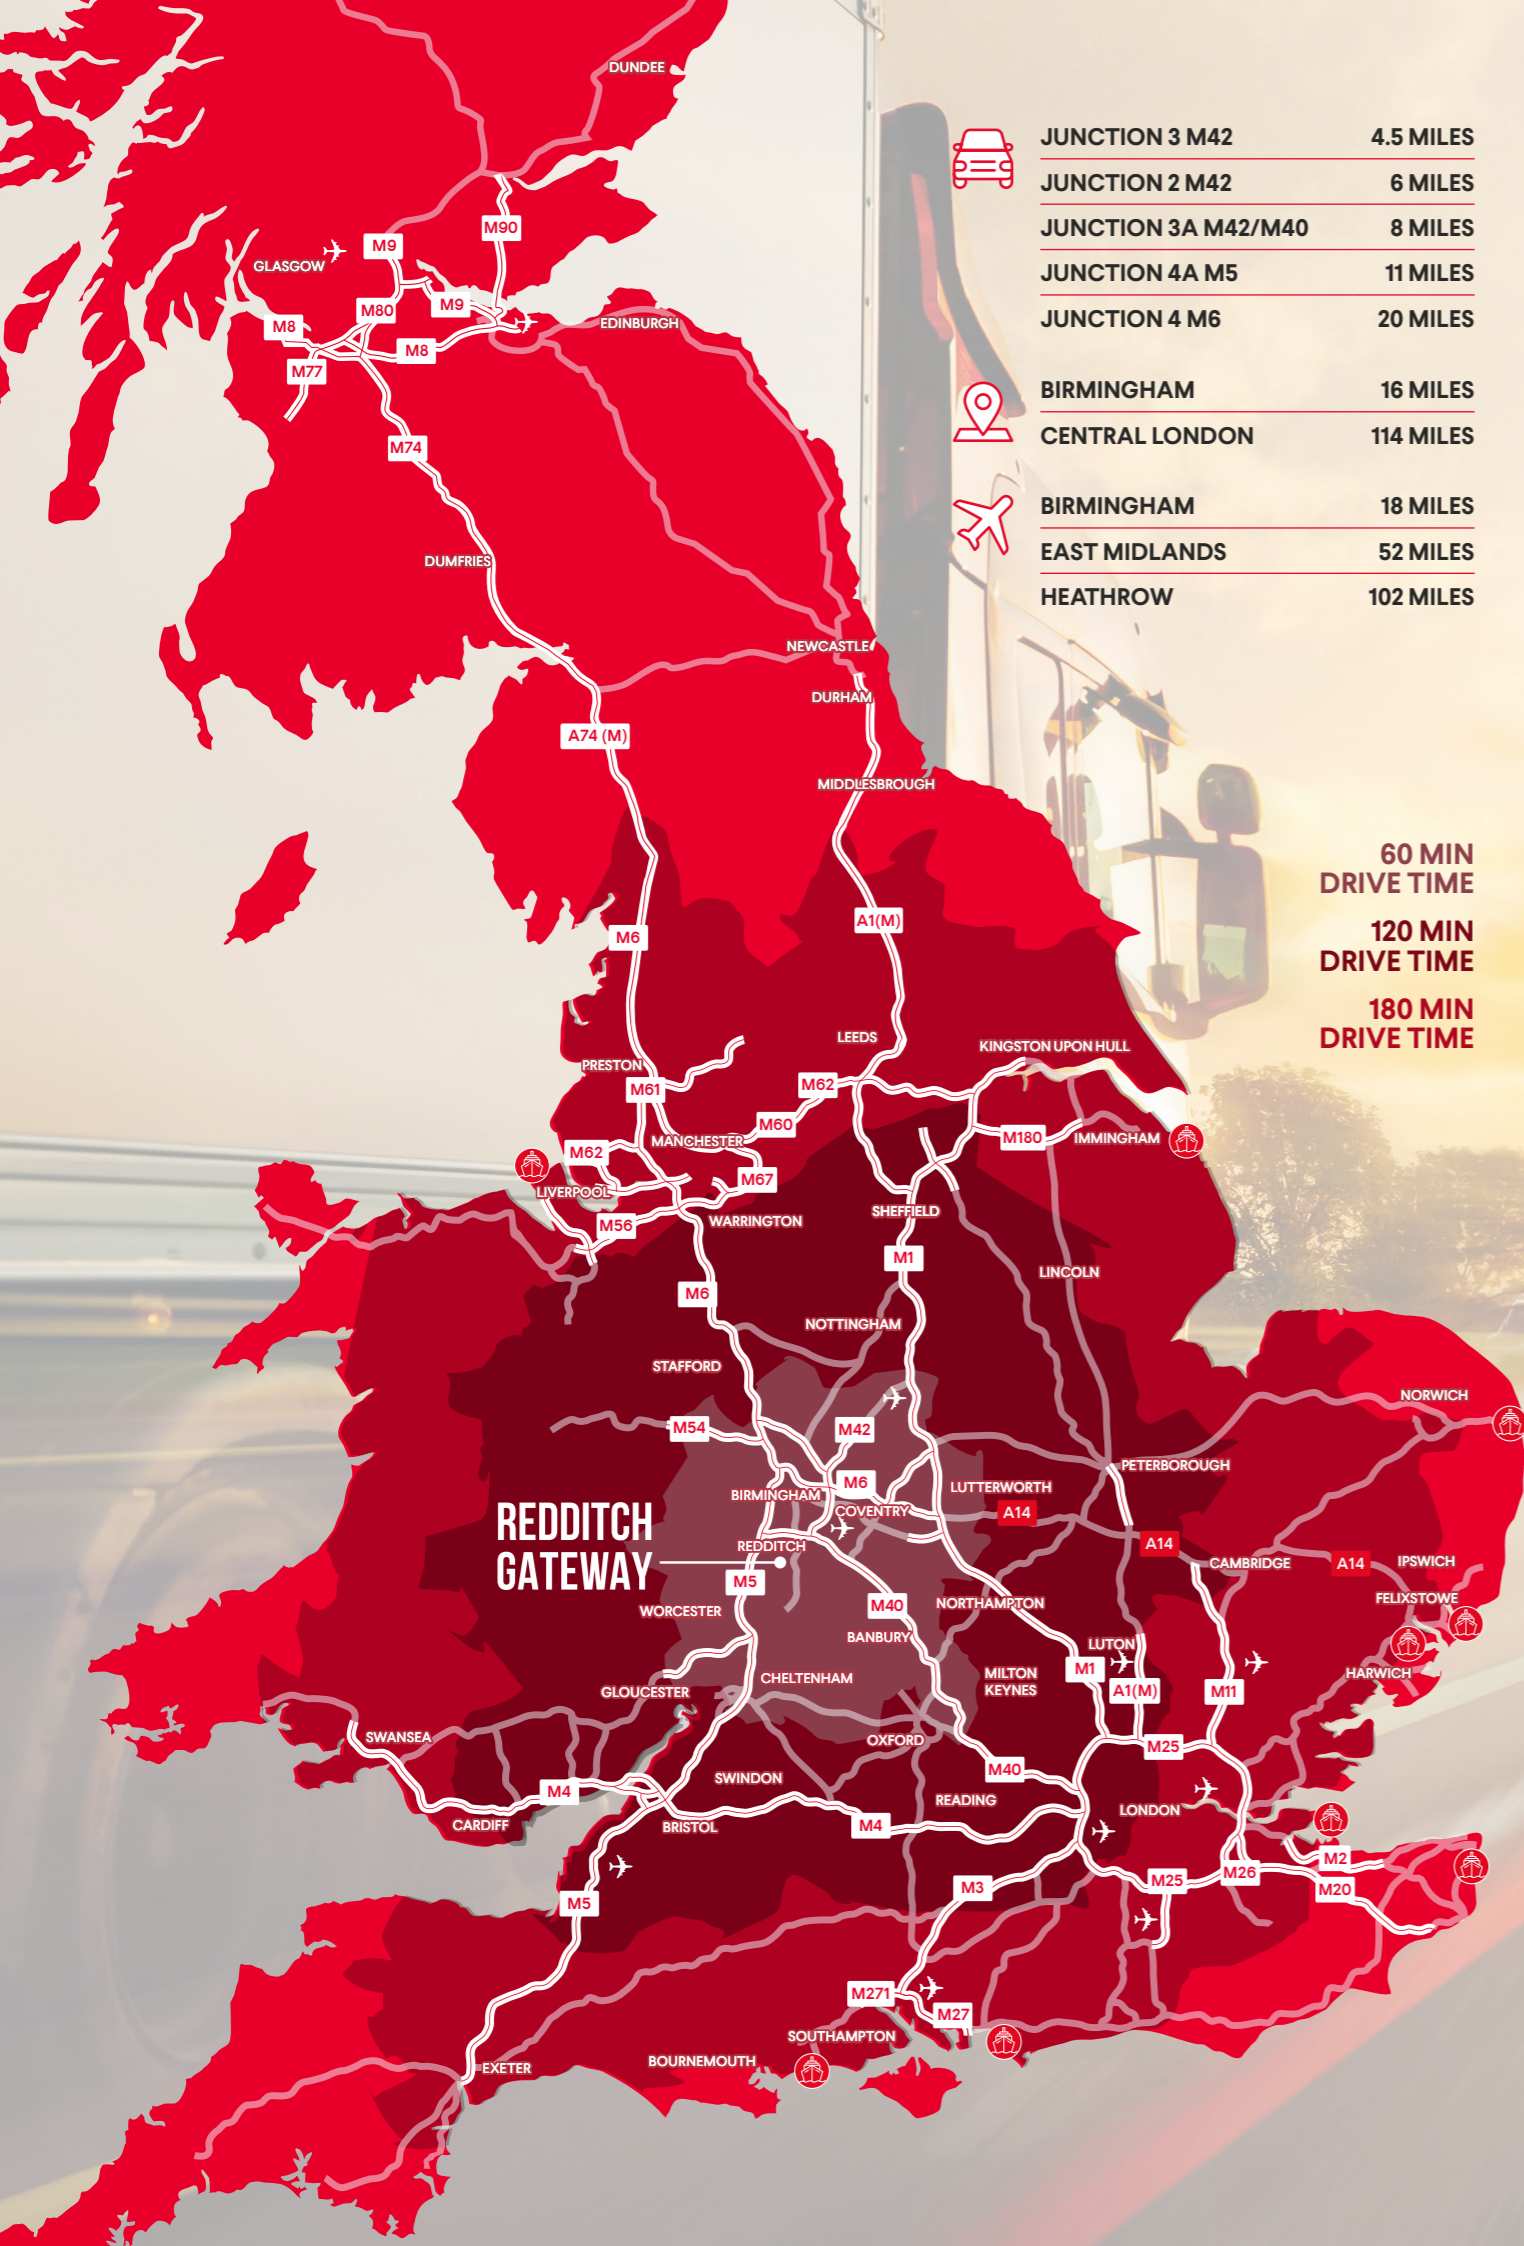 JUNCTION 3 M42 4.5 MILES
JUNCTION 2 M42 6 MILES
JUNCTION 3A M42/M40 8 MILES
JUNCTION 4A M5 11 MILES
JUNCTION 4 M6 20 MILES
BIRMINGHAM 16 MILES
CENTRAL LONDON 114 MILES
BIRMINGHAM 18 MILES
EAST MIDLANDS 52 MILES
HEATHROW 102 MILES
60 MIN
DRIVE TIME
120 MIN
DRIVE TIME
180 MIN
DRIVE TIME
DUNDEE
M90
M9
GLASGOW
M9
M80
EDINBURGH
M8
M8
M77
M74
DUMFRIES
NEWCASTLE
DURHAM
A74 (M)
MIDDLESBROUGH
A1(M)
M6
LEEDS
KINGSTON UPON HULL
PRESTON
M61
M62
M60
M180
IMMINGHAM
MANCHESTER
M62
M67
LIVERPOOL
SHEFFIELD
M56
WARRINGTON
M1
LINCOLN
M6
NOTTINGHAM
STAFFORD
NORWICH
M54
M42
PETERBOROUGH
M6
LUTTERWORTH
BIRMINGHAM
COVENTRY
A14
REDDITCH
GATEWAY
REDDITCH
A14
CAMBRIDGE
A14
IPSWICH
M5
FELIXSTOWE
WORCESTER
M40
NORTHAMPTON
BANBURY
LUTON
M1
HARWICH
CHELTENHAM
MILTON
KEYNES
GLOUCESTER
A1(M)
M11
SWANSEA
OXFORD
M25
M40
SWINDON
M4
READING
LONDON
CARDIFF
BRISTOL
M4
M2
M25
M26
M3
M20
M5
M271
M27
SOUTHAMPTON
BOURNEMOUTH
EXETER